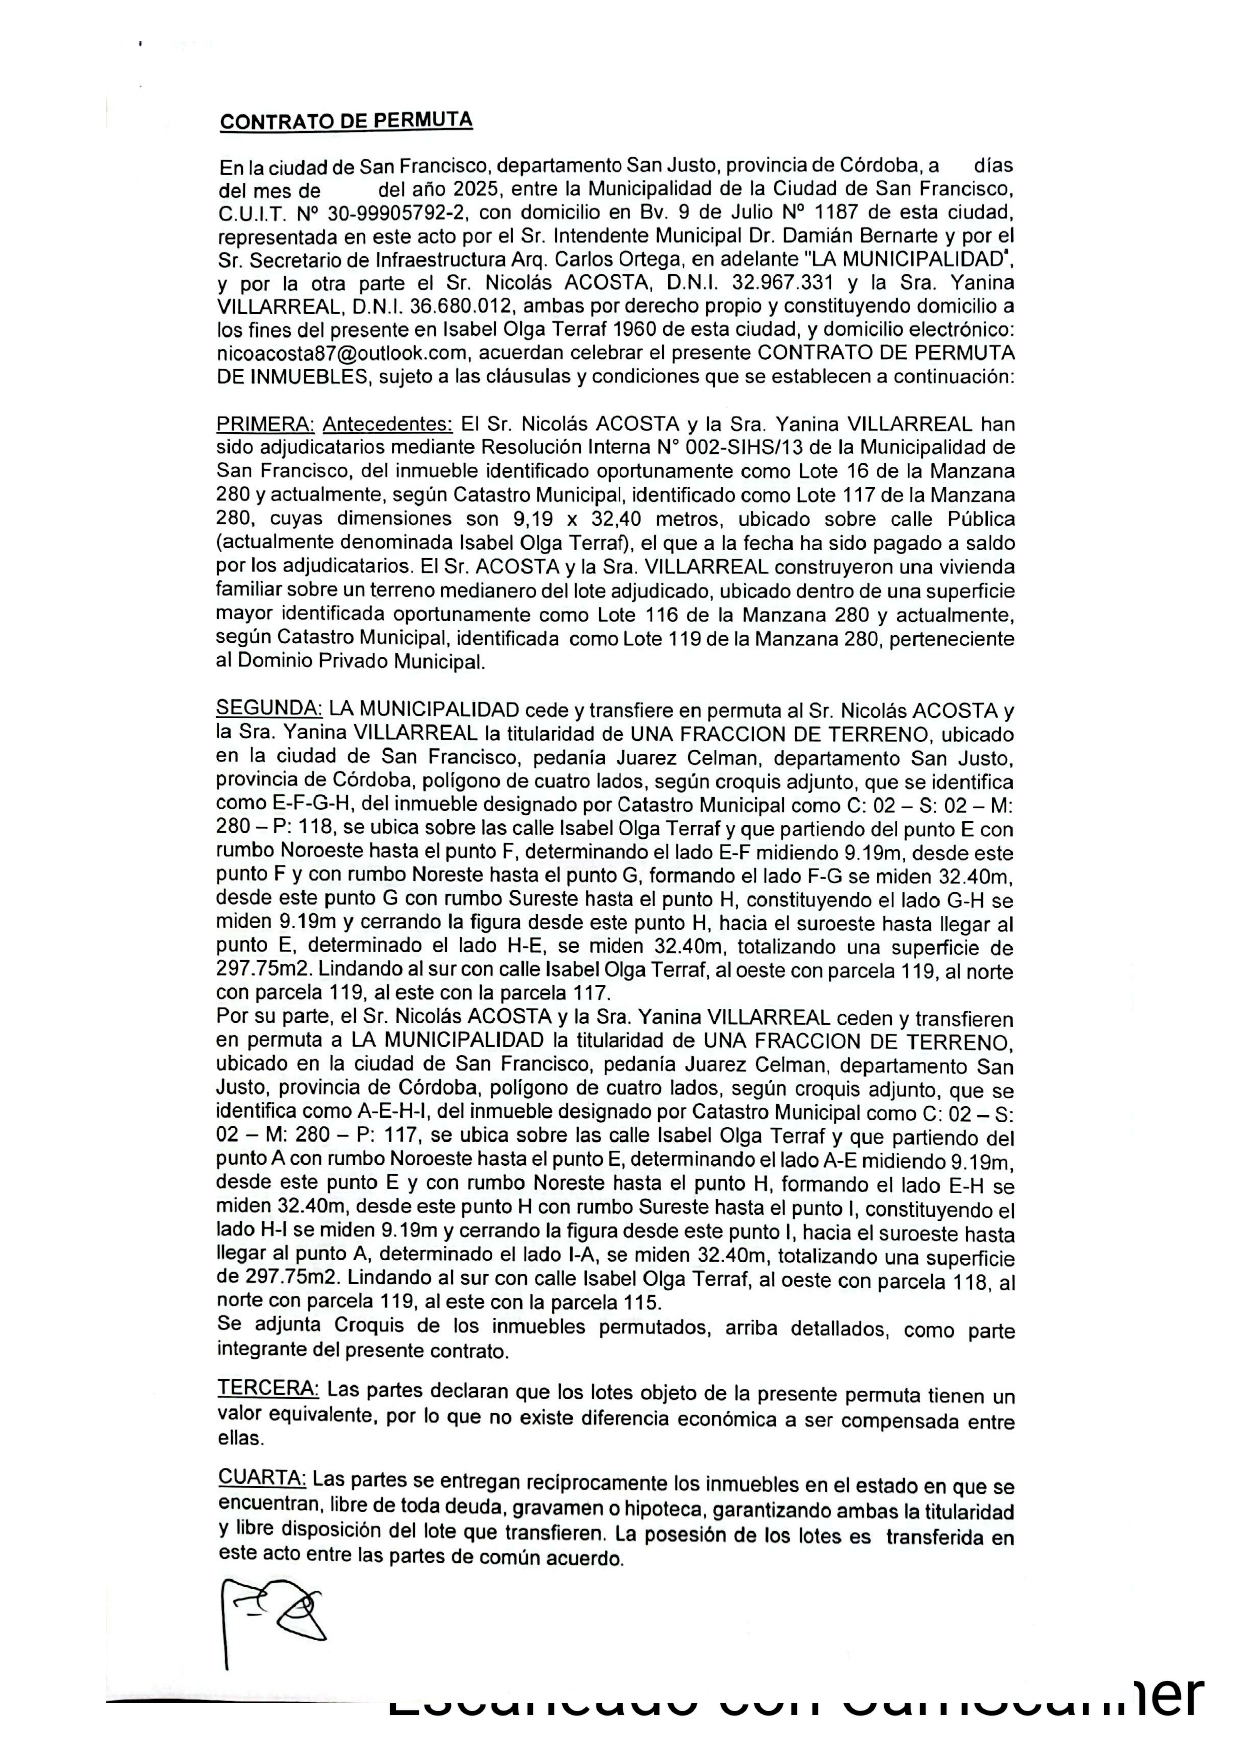 CONTRATO DE PERMUTA
En la ciudad de San Francisco, departamento San Justo, provincia de Córdoba, a días
del mes de del año 2025, entre la Municipalidad de la Ciudad de San Francisco,
C.U.I.T. Nº 30-99905792-2, con domicilio en Bv. 9 de Julio Nº 1187 de esta ciudad,
representada en este acto por el Sr. Intendente Municipal Dr. Damián Bernarte y por el
Sr. Secretario de Infraestructura Arq. Carlos Ortega, en adelante "LA MUNICIPALIDAD",
y por la otra parte el Sr. Nicolás ACOSTA, D.N.I. 32.967.331 y la Sra. Yanina
VILLARREAL, D.N.I. 36.680.012, ambas por derecho propio y constituyendo domicilio a
los fines del presente en Isabel Olga Terraf 1960 de esta ciudad, y domicilio electrónico:
nicoacosta87@outlook.com, acuerdan celebrar el presente CONTRATO DE PERMUTA
DE INMUEBLES, sujeto a las cláusulas y condiciones que se establecen a continuación:
PRIMERA: Antecedentes: El Sr. Nicolás ACOSTA y la Sra. Yanina VILLARREAL han
sido adjudicatarios mediante Resolución Interna N° 002-SIHS/13 de la Municipalidad de
San Francisco, del inmueble identificado oportunamente como Lote 16 de la Manzana
280 y actualmente, según Catastro Municipal, identificado como Lote 117 de la Manzana
280, cuyas dimensiones son 9,19 x 32,40 metros, ubicado sobre calle Pública
(actualmente denominada Isabel Olga Terraf), el que a la fecha ha sido pagado a saldo
por los adjudicatarios. El Sr. ACOSTA y la Sra. VILLARREAL construyeron una vivienda
familiar sobre un terreno medianero del lote adjudicado, ubicado dentro de una superficie
mayor identificada oportunamente como Lote 116 de la Manzana 280 y actualmente,
según Catastro Municipal, identificada como Lote 119 de la Manzana 280, perteneciente
al Dominio Privado Municipal.
SEGUNDA: LA MUNICIPALIDAD cede y transfiere en permuta al Sr. Nicolás ACOSTA y
la Sra. Yanina VILLARREAL la titularidad de UNA FRACCION DE TERRENO, ubicado
en la ciudad de San Francisco, pedanía Juarez Celman, departamento San Justo,
provincia de Córdoba, polígono de cuatro lados, según croquis adjunto, que se identifica
como E-F-G-H, del inmueble designado por Catastro Municipal como C: 02 – S: 02 – M:
280 – P: 118, se ubica sobre las calle Isabel Olga Terraf y que partiendo del punto E con
rumbo Noroeste hasta el punto F, determinando el lado E-F midiendo 9.19m, desde este
punto F y con rumbo Noreste hasta el punto G, formando el lado F-G se miden 32.40m,
desde este punto G con rumbo Sureste hasta el punto H, constituyendo el lado G-H se
miden 9.19m y cerrando la figura desde este punto H, hacia el suroeste hasta llegar al
punto E, determinado el lado H-E, se miden 32.40m, totalizando una superficie de
297.75m2. Lindando al sur con calle Isabel Olga Terraf, al oeste con parcela 119, al norte
con parcela 119, al este con la parcela 117.
Por su parte, el Sr. Nicolás ACOSTA y la Sra. Yanina VILLARREAL ceden y transfieren
en permuta a LA MUNICIPALIDAD la titularidad de UNA FRACCION DE TERRENO,
ubicado en la ciudad de San Francisco, pedanía Juarez Celman, departamento San
Justo, provincia de Córdoba, polígono de cuatro lados, según croquis adjunto, que se
identifica como A-E-H-I, del inmueble designado por Catastro Municipal como C: 02 – S:
02 – M: 280 – P: 117, se ubica sobre las calle Isabel Olga Terraf y que partiendo del
punto A con rumbo Noroeste hasta el punto E, determinando el lado A-E midiendo 9.19m,
desde este punto E y con rumbo Noreste hasta el punto H, formando el lado E-H se
miden 32.40m, desde este punto H con rumbo Sureste hasta el punto I, constituyendo el
lado H-I se miden 9.19m y cerrando la figura desde este punto I, hacia el suroeste hasta
llegar al punto A, determinado el lado I-A, se miden 32.40m, totalizando una superficie
de 297.75m2. Lindando al sur con calle Isabel Olga Terraf, al oeste con parcela 118, al
norte con parcela 119, al este con la parcela 115.
Se adjunta Croquis de los inmuebles permutados, arriba detallados, como parte
integrante del presente contrato.
TERCERA: Las partes declaran que los lotes objeto de la presente permuta tienen un
valor equivalente, por lo que no existe diferencia económica a ser compensada entre
ellas.
CUARTA: Las partes se entregan recíprocamente los inmuebles en el estado en que se
encuentran, libre de toda deuda, gravamen o hipoteca, garantizando ambas la titularidad
y libre disposición del lote que transfieren. La posesión de los lotes es transferida en
este acto entre las partes de común acuerdo.
Escaneado con CamScanner